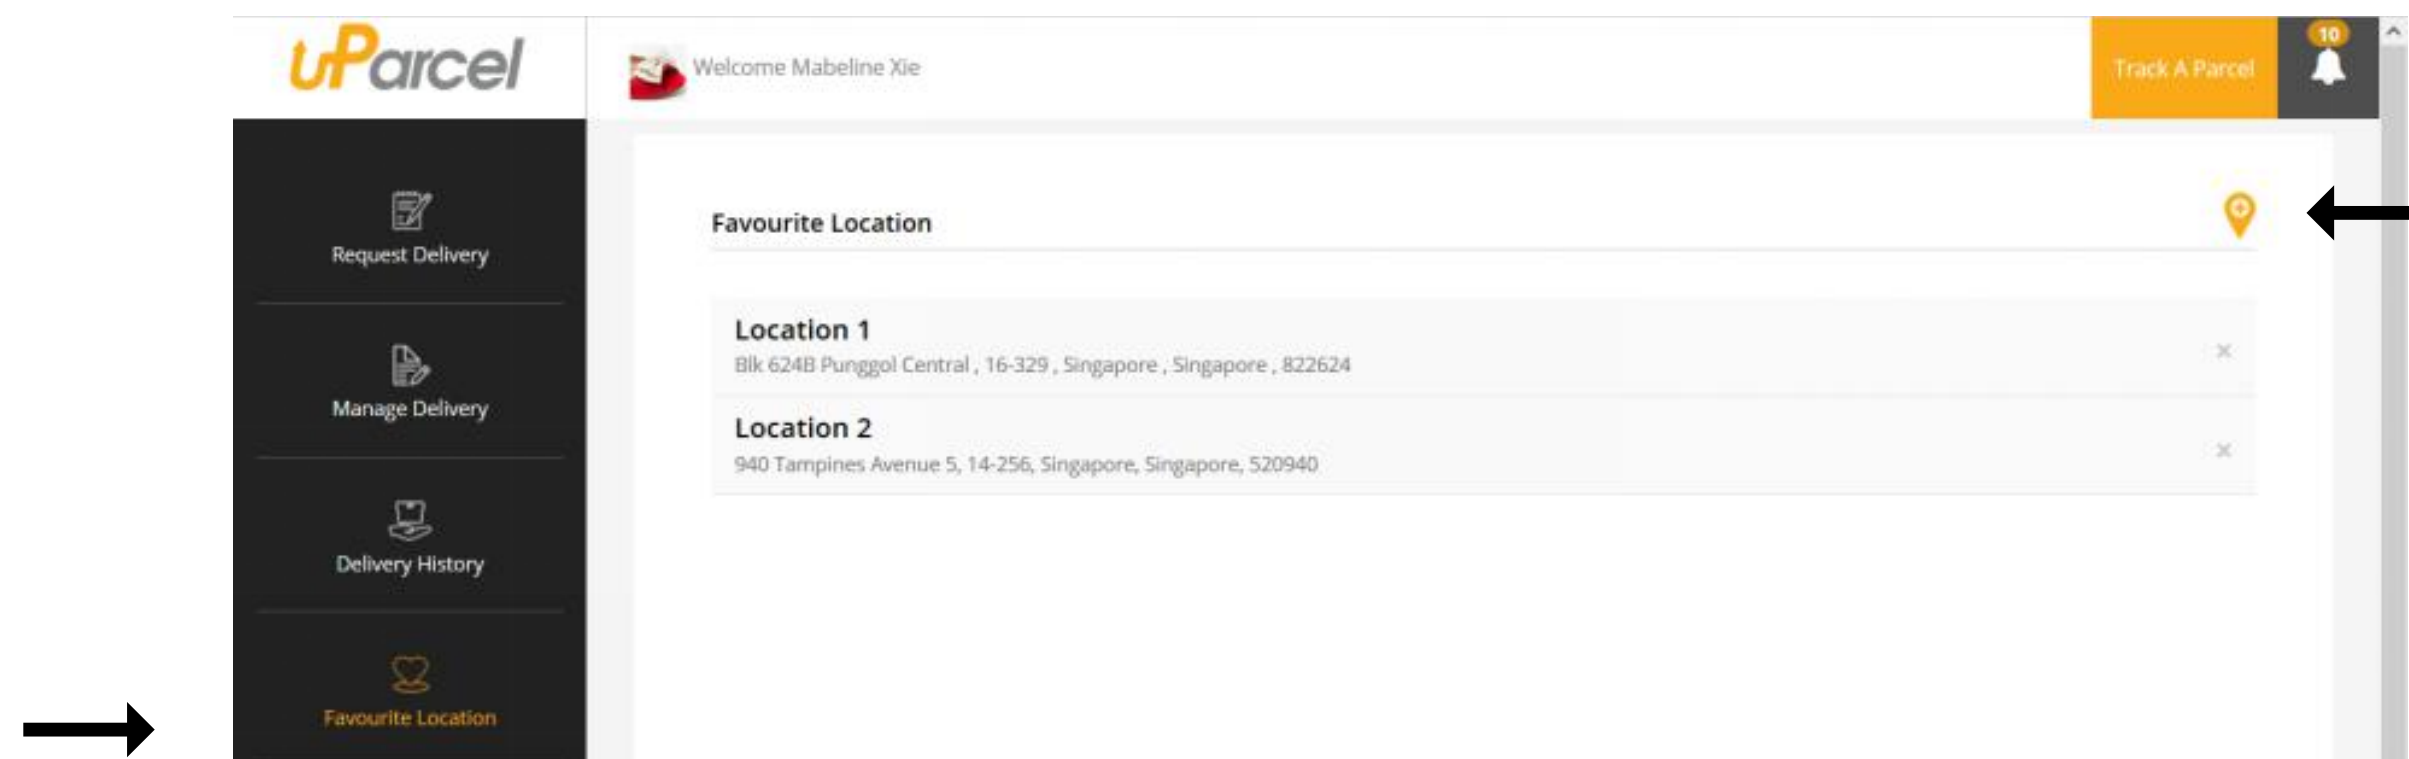 uParcel
Welcome Mabeline Xie
Track A Parcel
10
Request Delivery
Manage Delivery
Delivery History
Favourite Location
Favourite Location
Location 1
Blk 624B Punggol Central , 16-329 , Singapore , Singapore , 822624
Location 2
940 Tampines Avenue 5, 14-256, Singapore, Singapore, 520940